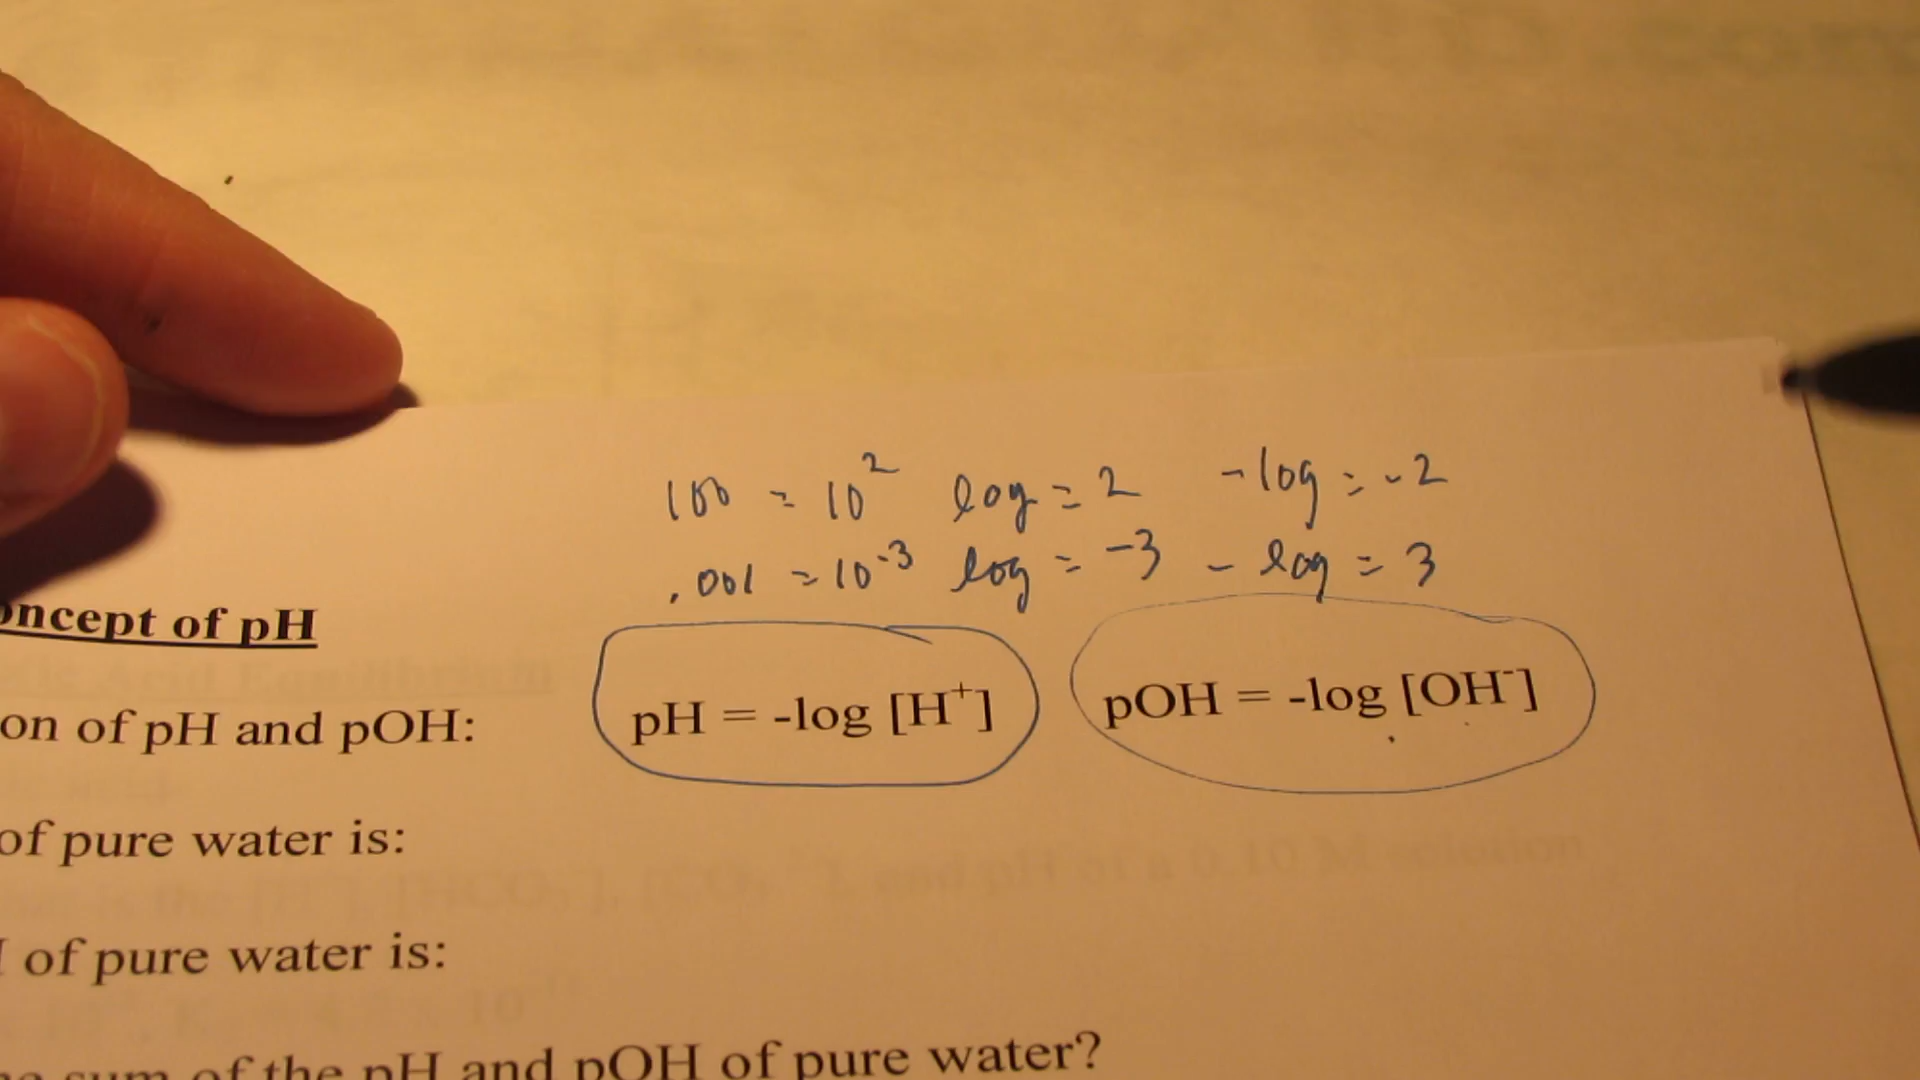 100 = 10² log = 2 -log = -2
.001 = 10⁻³ log = -3 - log = 3
oncept of pH
on of pH and pOH: pH = -log [H⁺] pOH = -log [OH⁻]
of pure water is:
of pure water is:
sum of the pH and pOH of pure water?